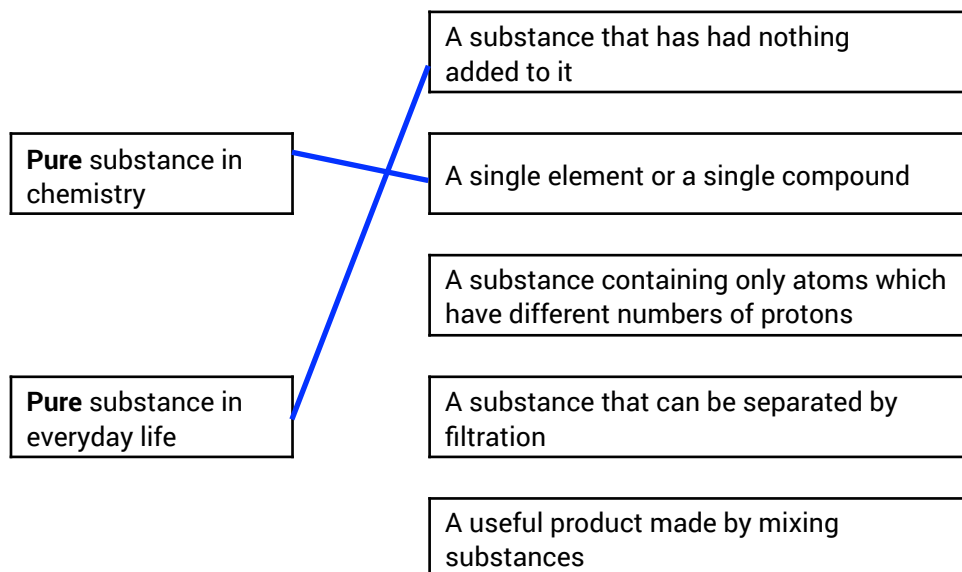 A substance that has had nothing
added to it
Pure substance in
chemistry
A single element or a single compound
A substance containing only atoms which
have different numbers of protons
Pure substance in
everyday life
A substance that can be separated by
filtration
A useful product made by mixing
substances